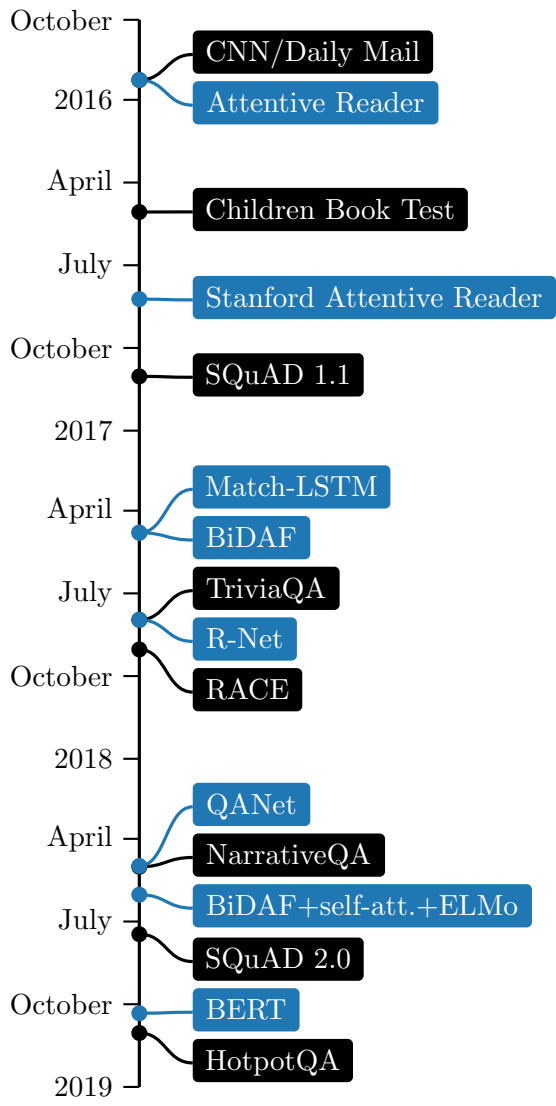 October
CNN/Daily Mail
2016
Attentive Reader
April
Children Book Test
July
Stanford Attentive Reader
October
SQuAD 1.1
2017
Match-LSTM
April
BiDAF
July
TriviaQA
R-Net
October
RACE
2018
QANet
April
NarrativeQA
BiDAF+self-att.+ELMo
July
SQuAD 2.0
October
BERT
HotpotQA
2019